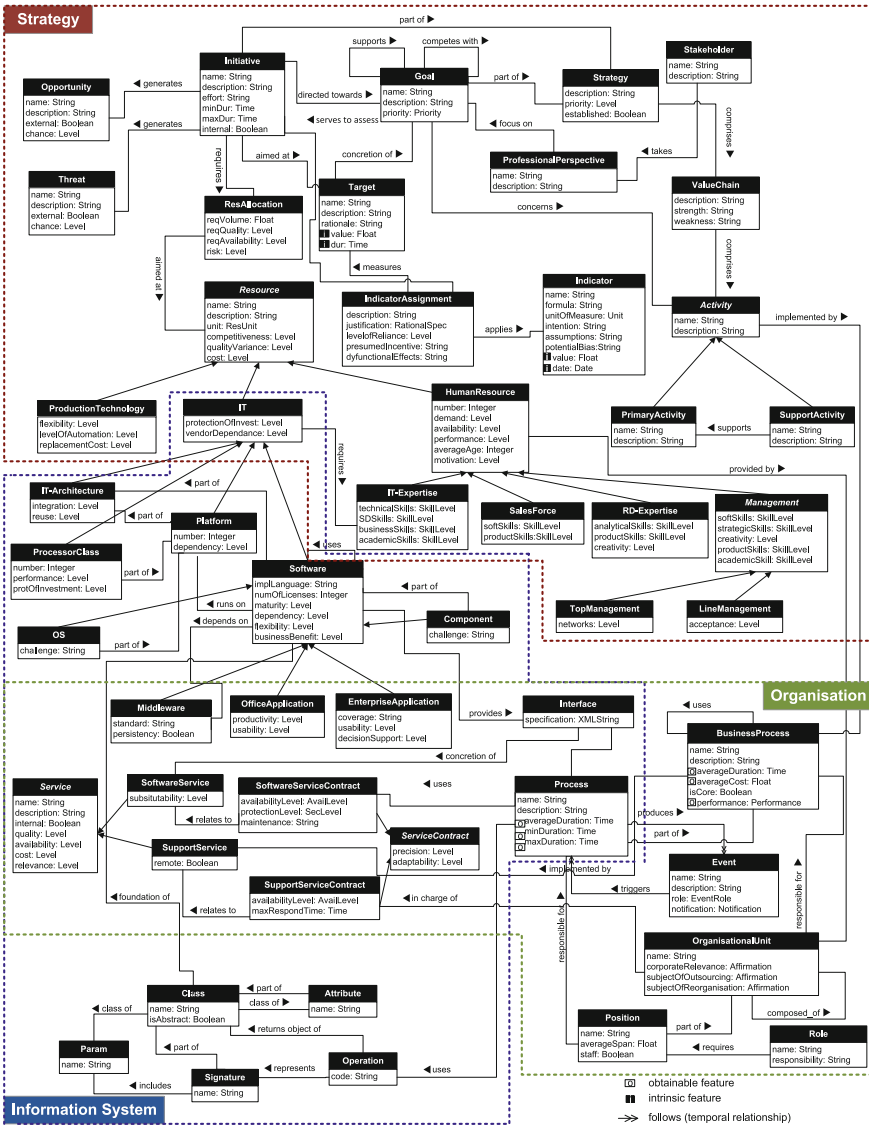 Strategy
part of ▶
Initiative
name: String
description: String
effort: String
minDur: Time
maxDur: Time
internal: Boolean
supports
competes with ▶
Goal
name: String
description: String
priority: Priority
part of ▶
Strategy
description: String
priority: Level
established: Boolean
Stakeholder
name: String
description: String
Opportunity
name: String
description: String
external: Boolean
chance: Level
◀ generates
◀ generates
directed towards
◀ serves to assess
◀ focus on
◀ takes
comprises
Threat
name: String
description: String
external: Boolean
chance: Level
requires
aimed at ▶
concretion of
ProfessionalPerspective
name: String
description: String
ValueChain
description: String
strength: String
weakness: String
ResAllocation
reqVolume: Float
reqQuality: Level
reqAvailability: Level
risk: Level
Target
name: String
description: String
rationale: String
i value: Float
i dur: Time
concerns ▶
comprises
aimed at
◀ measures
Resource
name: String
description: String
unit: ResUnit
competitiveness: Level
qualityVariance: Level
cost: Level
IndicatorAssignment
description: String
justification: RationalSpec
levelofReliance: Level
presumedIncentive: String
dyfunctionalEffects: String
applies
Indicator
name: String
formula: String
unitOfMeasure: Unit
intention: String
assumptions: String
potentialBias:String
i value: Float
i date: Date
Activity
name: String
description: String
implemented by ▶
ProductionTechnology
flexibility: Level
levelOfAutomation: Level
replacementCost: Level
IT
protectionOfInvest: Level
vendorDependance: Level
HumanResource
number: Integer
demand: Level
availability: Level
performance: Level
averageAge: Integer
motivation: Level
PrimaryActivity
name: String
description: String
◀ supports
SupportActivity
name: String
description: String
requires
provided by ▶
IT-Architecture
integration: Level
reuse: Level
◀ part of
◀ part of
Platform
number: Integer
dependency: Level
IT-Expertise
technicalSkills: SkillLevel
SDSkills: SkillLevel
businessSkills: SkillLevel
academicSkills: SkillLevel
SalesForce
softSkills: SkillLevel
productSkills:SkillLevel
RD-Expertise
analyticalSkills: SkillLevel
productSkills: SkillLevel
creativity: Level
Management
softSkills: SkillLevel
strategicSkills: SkillLevel
creativity: Level
productSkills: SkillLevel
academicSkill: SkillLevel
ProcessorClass
number: Integer
performance: Level
protOfInvestment: Level
part of ▶
◀ uses
Software
implLanguage: String
numOfLicenses: Integer
maturity: Level
dependency: Level
flexibility: Level
businessBenefit: Level
◀ part of
◀ runs on
◀ depends on
Component
challenge: String
TopManagement
networks: Level
LineManagement
acceptance: Level
OS
challenge: String
part of ▶
Organisation
Middleware
standard: String
persistency: Boolean
OfficeApplication
productivity: Level
usability: Level
EnterpriseApplication
coverage: String
usability: Level
decisionSupport: Level
provides ▶
Interface
specification: XMLString
◀ uses
BusinessProcess
name: String
description: String
O averageDuration: Time
O averageCost: Float
isCore: Boolean
O performance: Performance
◀ concretion of
Service
name: String
description: String
internal: Boolean
quality: Level
availability: Level
cost: Level
relevance: Level
SoftwareService
subsitutability: Level
◀ relates to
SoftwareServiceContract
availabilityLevel: AvailLevel
protectionLevel: SecLevel
maintenance: String
◀ uses
Process
name: String
description: String
O averageDuration: Time
O minDuration: Time
O maxDuration: Time
produces
part of ▶
ServiceContract
precision: Level
adaptability: Level
SupportService
remote: Boolean
◀ implemented by
Event
name: String
description: String
role: EventRole
notification: Notification
◀ triggers
SupportServiceContract
availabilityLevel: AvailLevel
maxRespondTime: Time
◀ relates to
◀ foundation of
◀ in charge of
responsible for
responsible for
OrganisationalUnit
name: String
corporateRelevance: Affirmation
subjectOfOutsourcing: Affirmation
subjectOfReorganisation: Affirmation
Class
name: String
isAbstract: Boolean
◀ part of
class of ▶
Attribute
name: String
◀ class of
◀ returns object of
Position
name: String
averageSpan: Float
staff: Boolean
part of ▶
composed_of ▶
Role
responsibility: String
◀ requires
Param
name: String
◀ part of
◀ includes
Signature
name: String
◀ represents
Operation
code: String
◀ uses
O obtainable feature
intrinsic feature
follows (temporal relationship)
Information System